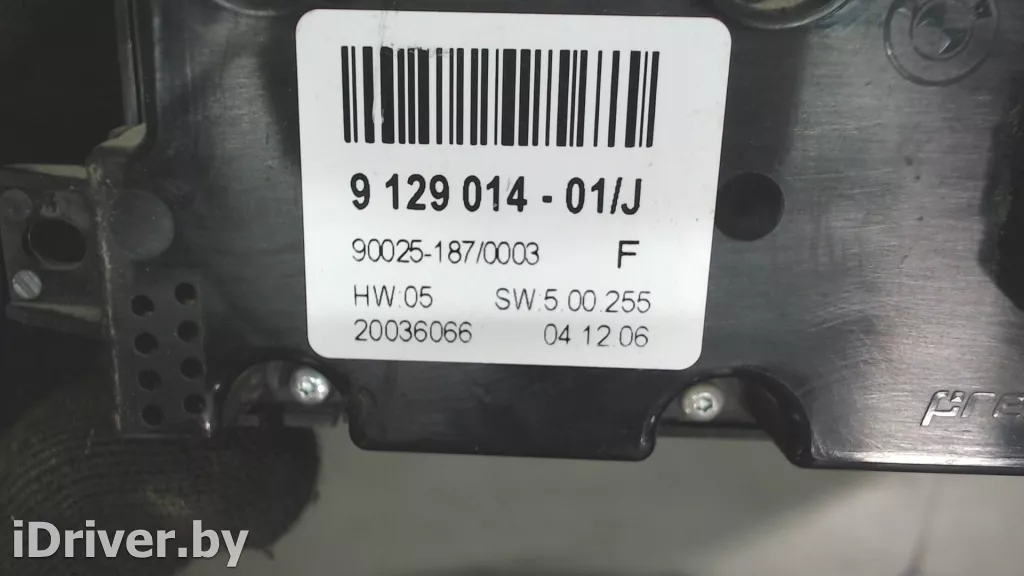 9 129 014 - 01/J
90025-187/0003 F
HW:05 SW:5.00.255
20036066 04.12.06
iDriver.by